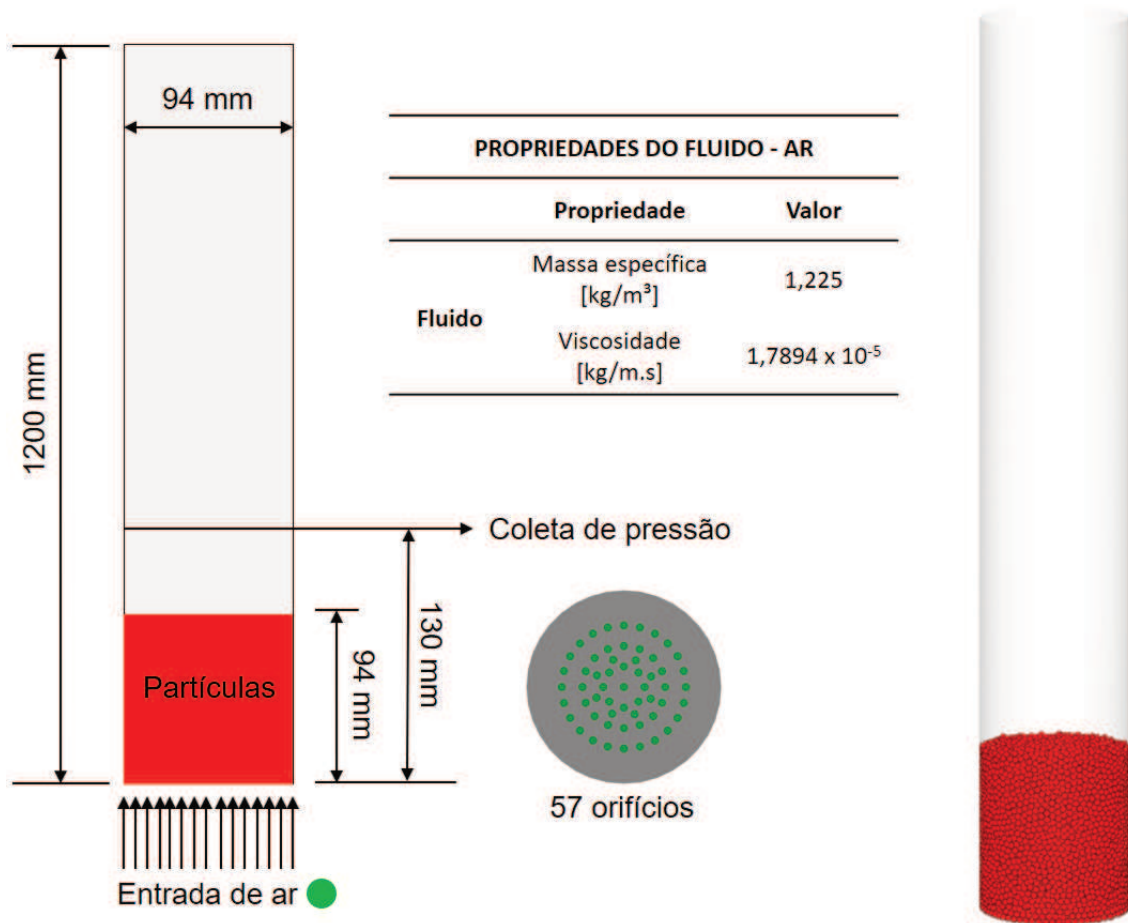 94 mm
1200 mm
PROPRIEDADES DO FLUIDO - AR
Propriedade Valor
Fluido
Massa específica
[kg/m³]
1,225
Viscosidade
[kg/m.s]
1,7894 x 10⁻⁵
Coleta de pressão
130 mm
94 mm
Partículas
57 orifícios
Entrada de ar